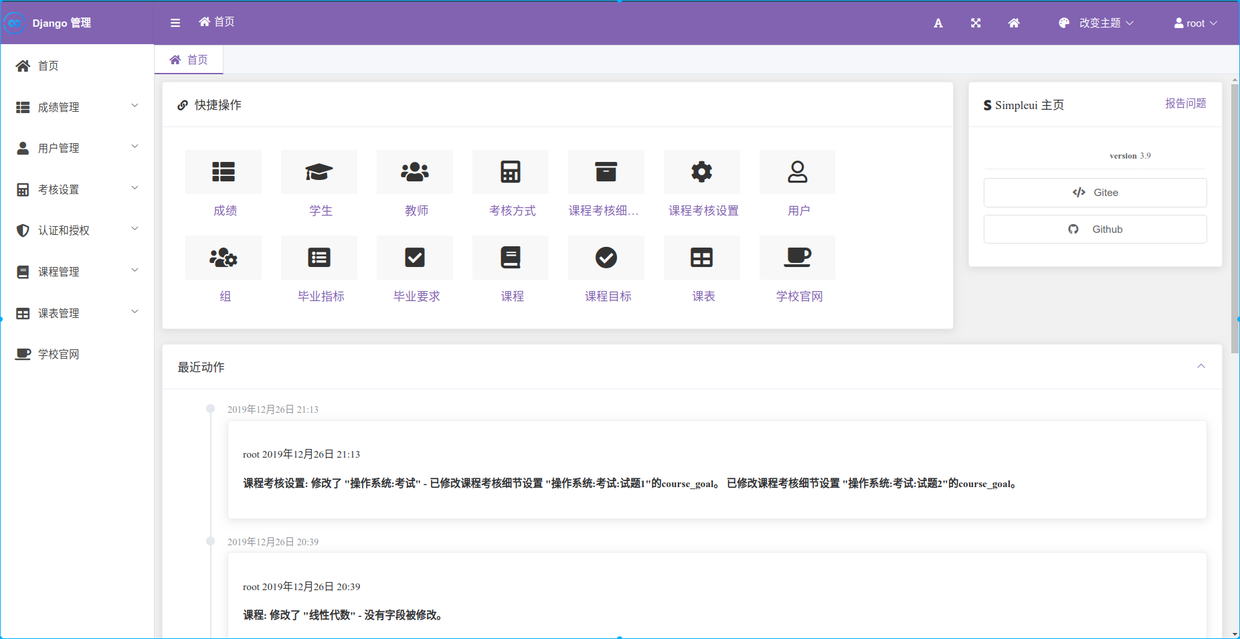 Django 管理
首页
改变主题
root
首页
首页
成绩管理
用户管理
考核设置
认证和授权
课程管理
课表管理
学校官网
快捷操作
成绩 学生 教师 考核方式 课程考核细... 课程考核设置 用户
组 毕业指标 毕业要求 课程 课程目标 课表 学校官网
Simpleui 主页 报告问题
version 3.9
Gitee
Github
最近动作
2019年12月26日 21:13
root 2019年12月26日 21:13
课程考核设置: 修改了 "操作系统:考试" - 已修改课程考核细节设置 "操作系统:考试:试题1"的course_goal。 已修改课程考核细节设置 "操作系统:考试:试题2"的course_goal。
2019年12月26日 20:39
root 2019年12月26日 20:39
课程: 修改了 "线性代数" - 没有字段被修改。